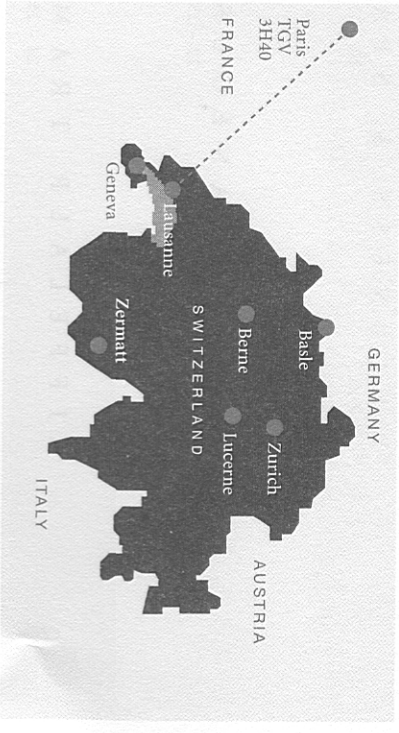 Paris
TGV
3H40
FRANCE
GERMANY
Basle
Zurich
AUSTRIA
Berne
Lucerne
SWITZERLAND
Lausanne
Geneva
Zermatt
ITALY